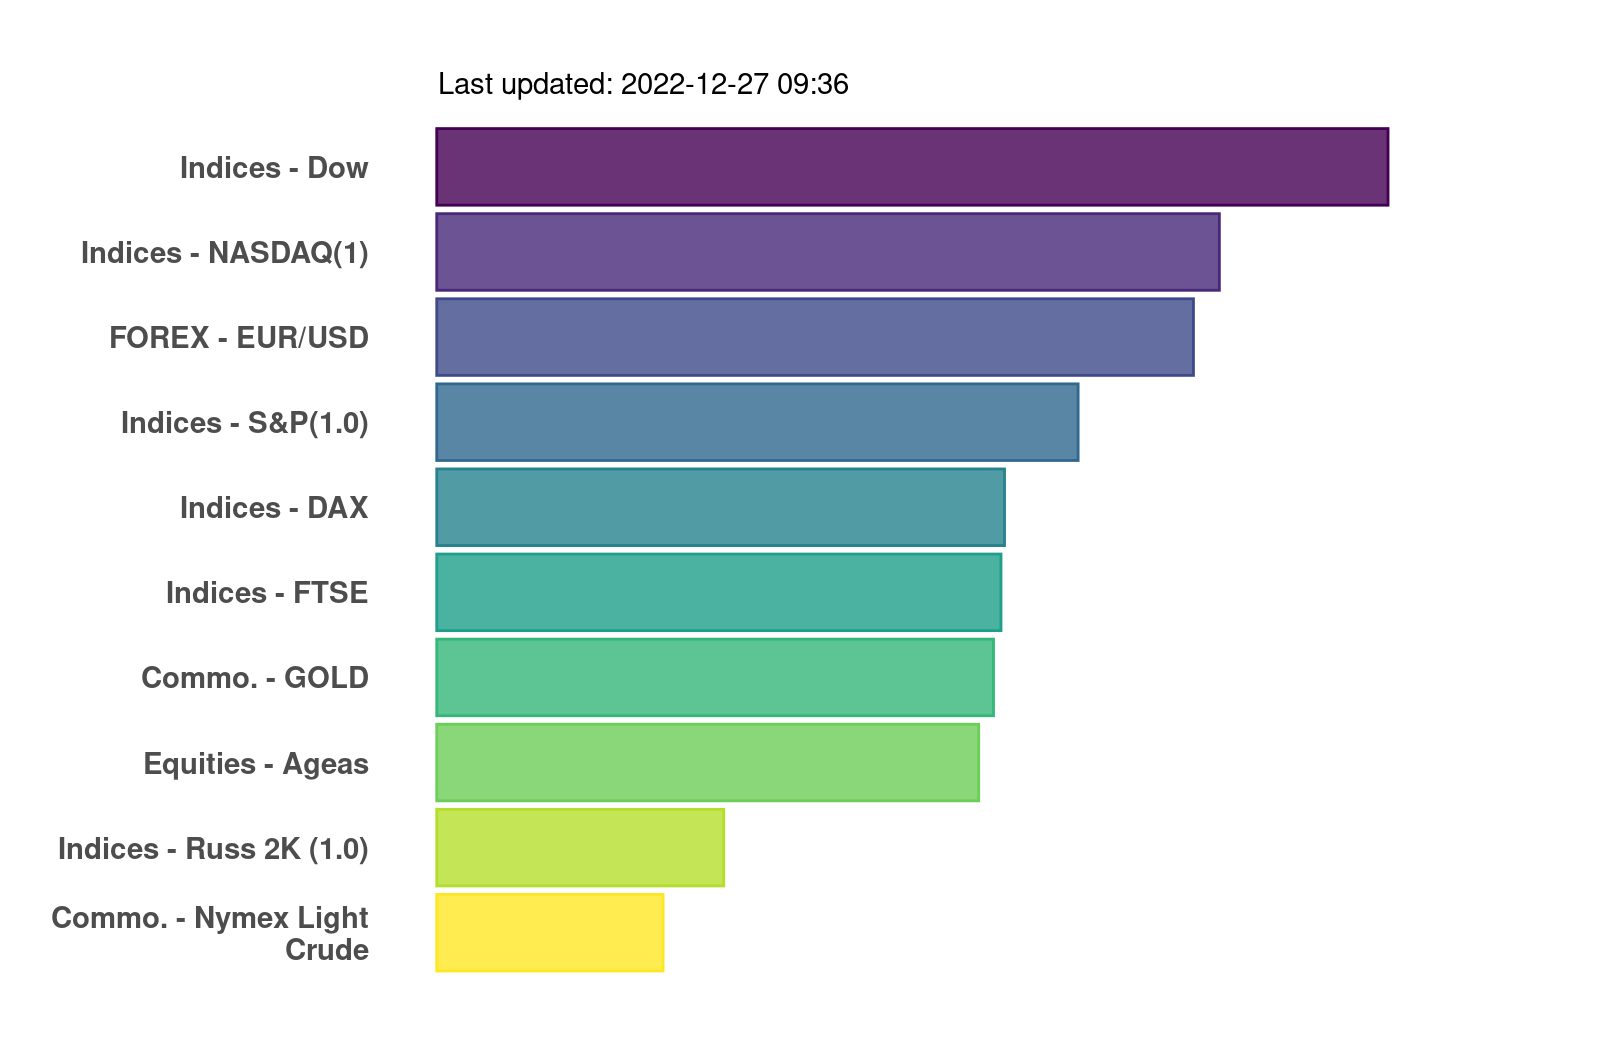 Last updated: 2022-12-27 09:36
Indices - Dow
Indices - NASDAQ(1)
FOREX - EUR/USD
Indices - S&P(1.0)
Indices - DAX
Indices - FTSE
Commo. - GOLD
Equities - Ageas
Indices - Russ 2K (1.0)
Commo. - Nymex Light
Crude